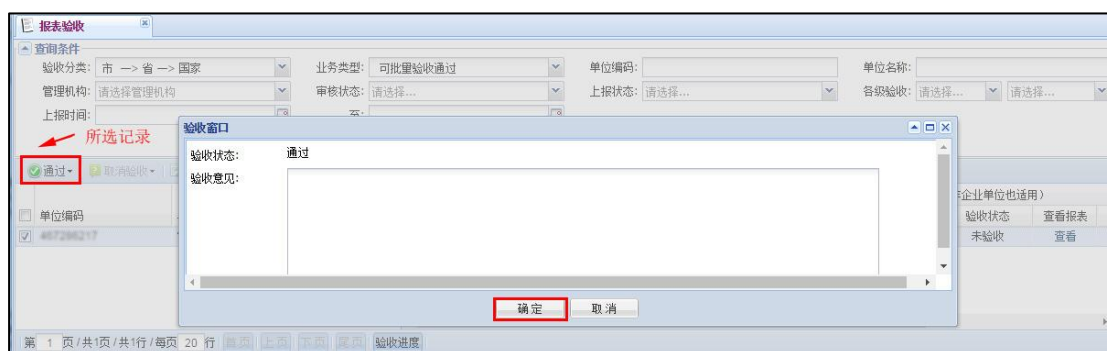 报表验收
查询条件
验收分类: 市 —> 省 —> 国家 业务类型: 可批量验收通过 单位编码: 单位名称:
管理机构: 请选择管理机构 审核状态: 请选择... 上报状态: 请选择... 各级验收: 请选择... 请选择...
上报时间: 至:
所选记录
验收窗口
通过 取消验收
验收状态: 通过
验收意见:
企业单位也适用)
单位编码 验收状态 查看报表
467286217 未验收 查看
确定 取消
第 1 页/共1页/共1行/每页 20 行 首页 上页 下页 尾页 验收进度